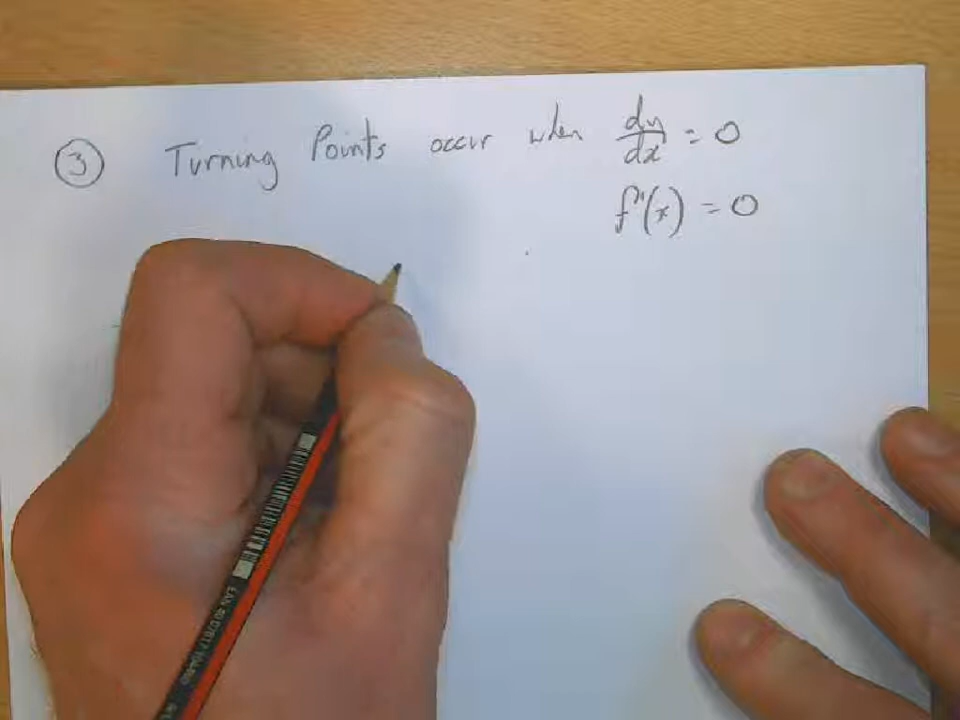 ③ Turning Points occur when dy/dx = 0
f'(x) = 0